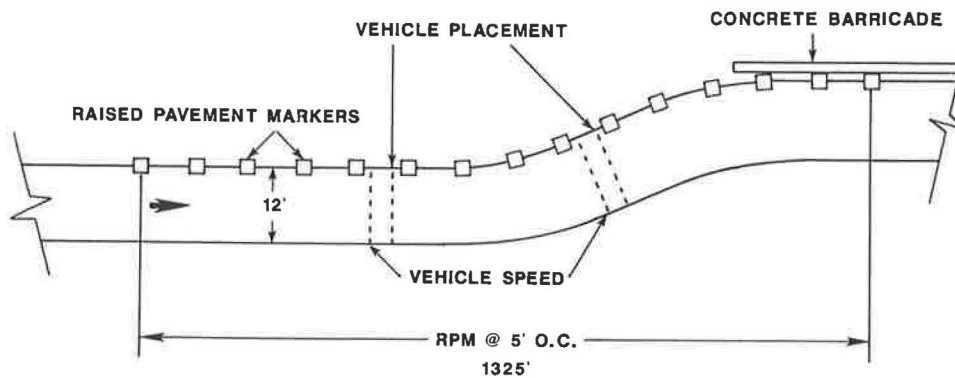 CONCRETE BARRICADE
VEHICLE PLACEMENT
RAISED PAVEMENT
MARKERS
12'
VEHICLE SPEED
RPM @ 5' O.C.
1325'